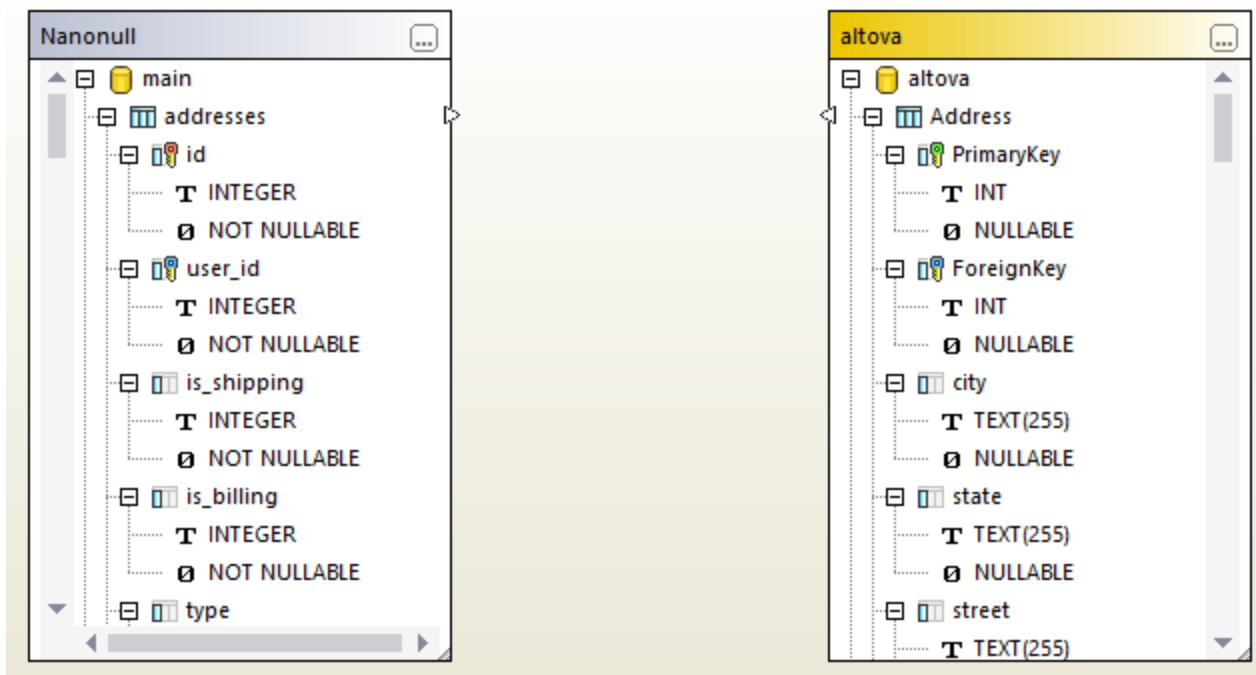 Nanonull
...
main
addresses
id
T INTEGER
Ø NOT NULLABLE
user_id
T INTEGER
Ø NOT NULLABLE
is_shipping
T INTEGER
Ø NOT NULLABLE
is_billing
T INTEGER
Ø NOT NULLABLE
type
altova
...
altova
Address
PrimaryKey
T INT
Ø NULLABLE
ForeignKey
T INT
Ø NULLABLE
city
T TEXT(255)
Ø NULLABLE
state
T TEXT(255)
Ø NULLABLE
street
T TEXT(255)